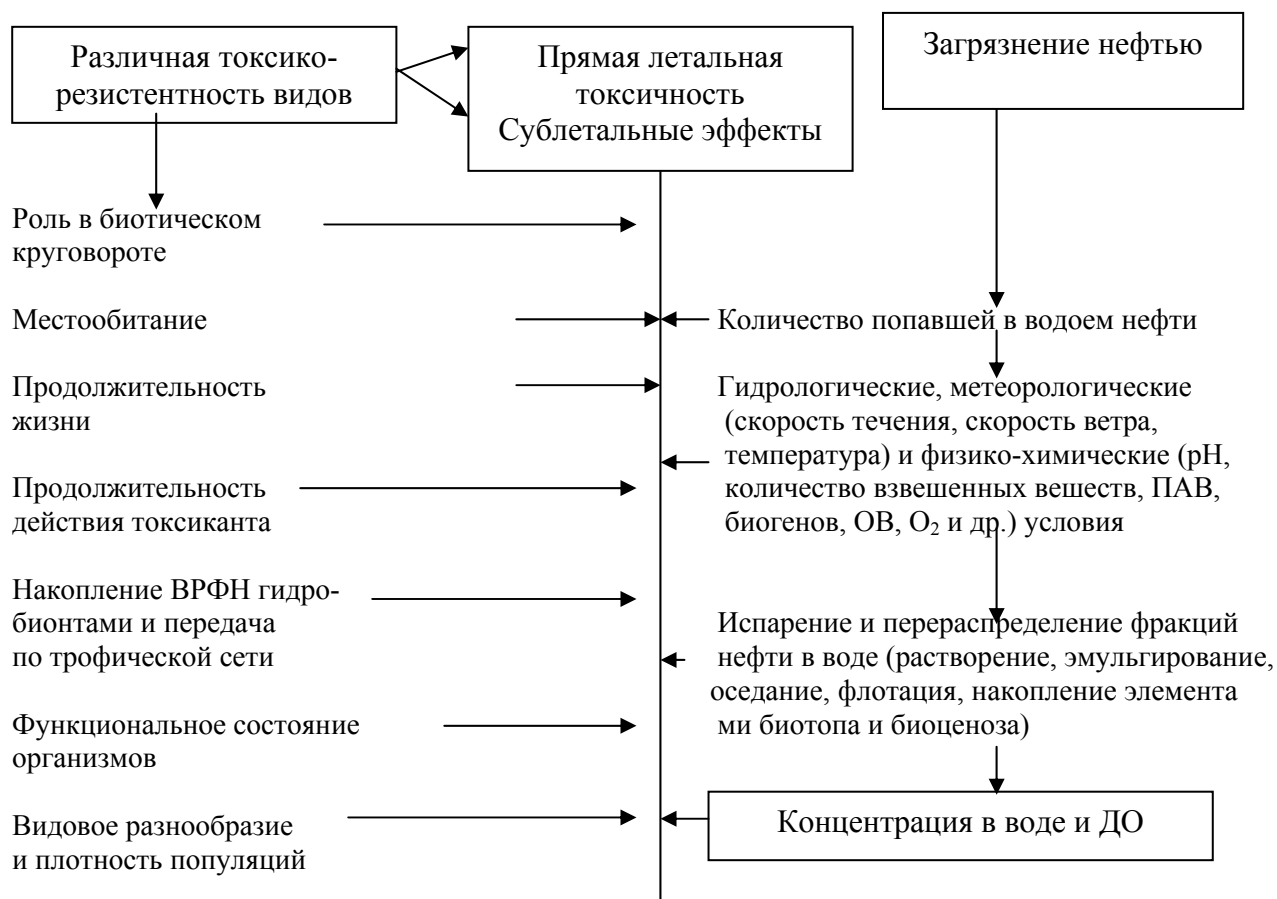 Различная токсико-
резистентность видов
Прямая летальная
токсичность
Сублетальные эффекты
Загрязнение нефтью
Роль в биотическом
круговороте
Местообитание
Продолжительность
жизни
Продолжительность
действия токсиканта
Накопление ВРФН гидро-
бионтами и передача
по трофической сети
Функциональное состояние
организмов
Видовое разнообразие
и плотность популяций
Количество попавшей в водоем нефти
Гидрологические, метеорологические
(скорость течения, скорость ветра,
температура) и физико-химические (рН,
количество взвешенных вешеств, ПАВ,
биогенов, ОВ, О₂ и др.) условия
Испарение и перераспределение фракций
нефти в воде (растворение, эмульгирование,
оседание, флотация, накопление элемента
ми биотопа и биоценоза)
Концентрация в воде и ДО